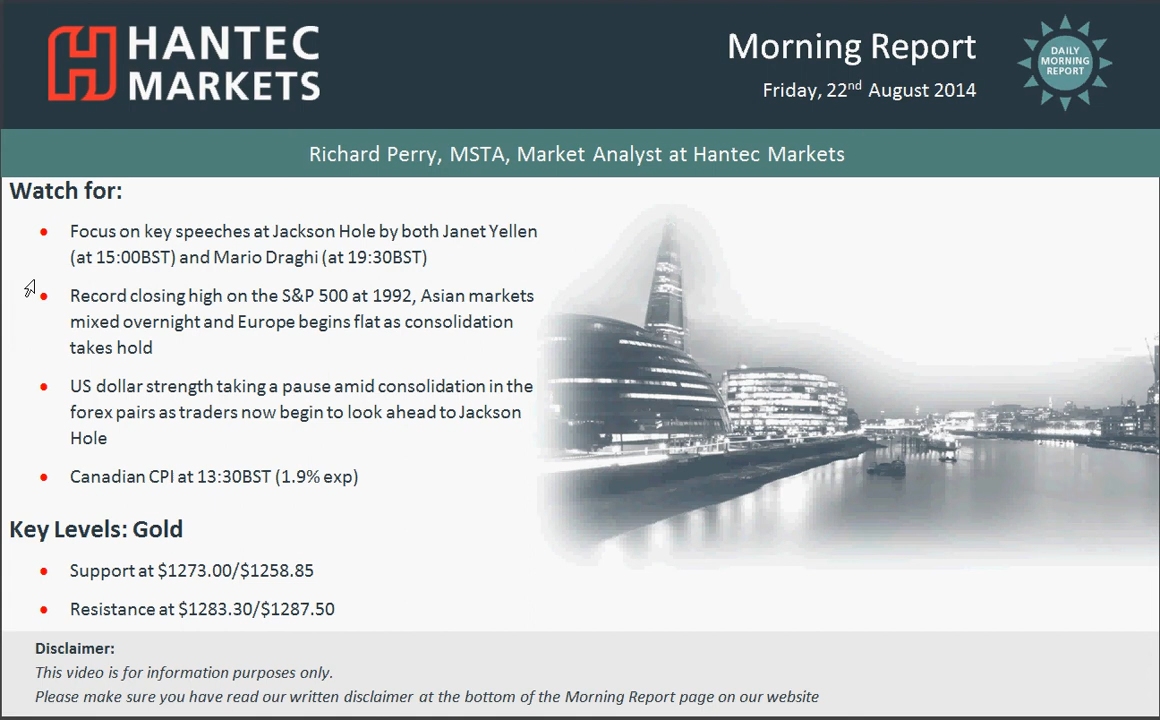 HANTEC
MARKETS
Morning Report
Friday, 22nd August 2014
DAILY
MORNING
REPORT
Richard Perry, MSTA, Market Analyst at Hantec Markets
Watch for:
Focus on key speeches at Jackson Hole by both Janet Yellen
(at 15:00BST) and Mario Draghi (at 19:30BST)
Record closing high on the S&P 500 at 1992, Asian markets
mixed overnight and Europe begins flat as consolidation
takes hold
US dollar strength taking a pause amid consolidation in the
forex pairs as traders now begin to look ahead to Jackson
Hole
Canadian CPI at 13:30BST (1.9% exp)
Key Levels: Gold
Support at $1273.00/$1258.85
Resistance at $1283.30/$1287.50
Disclaimer:
This video is for information purposes only.
Please make sure you have read our written disclaimer at the bottom of the Morning Report page on our website